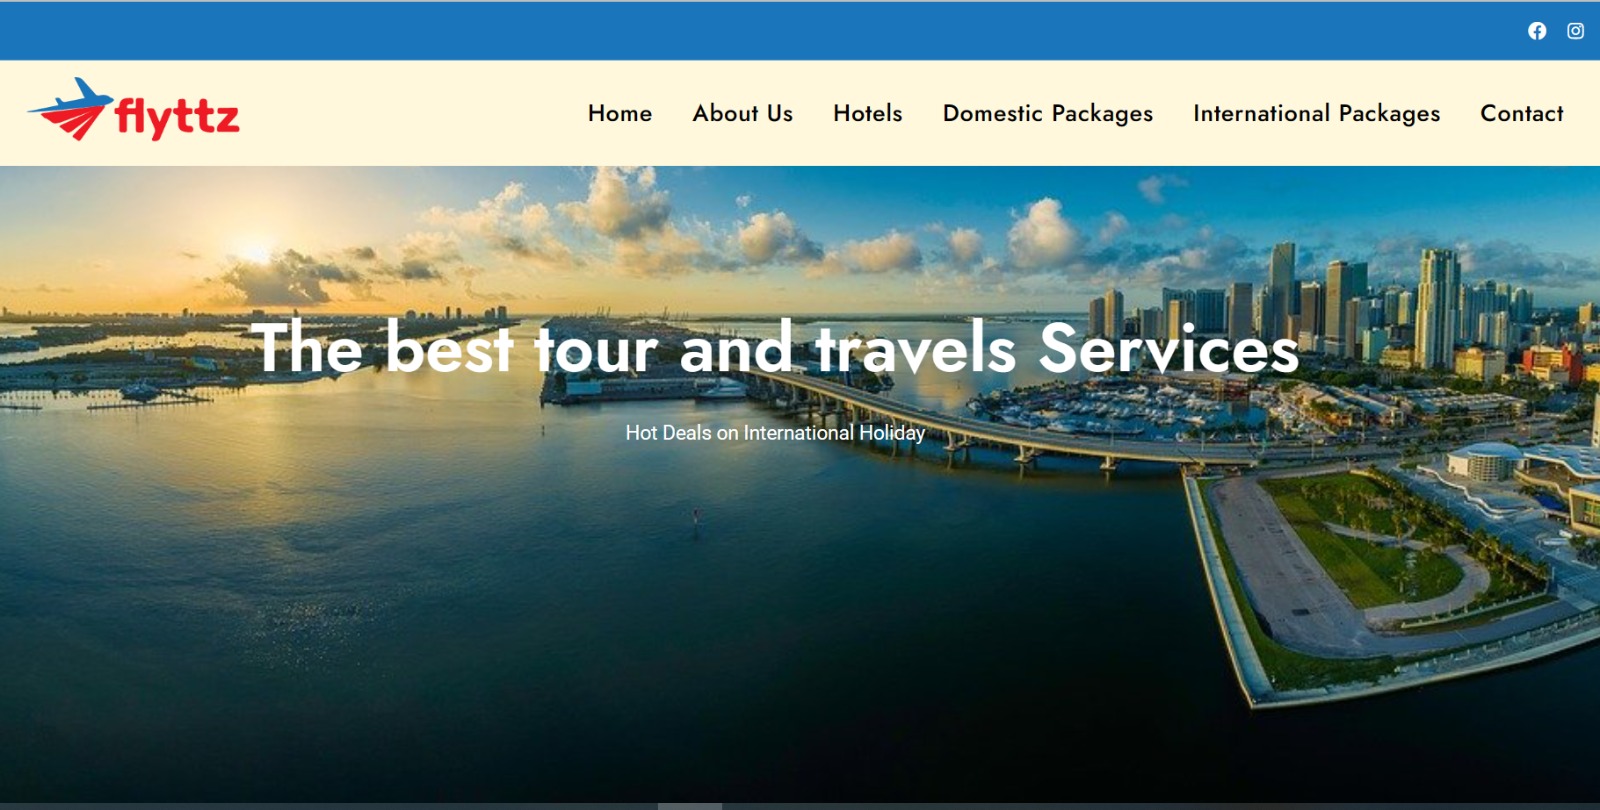 flyttz
Home About Us Hotels Domestic Packages International Packages Contact
The best tour and travels Services
Hot Deals on International Holiday